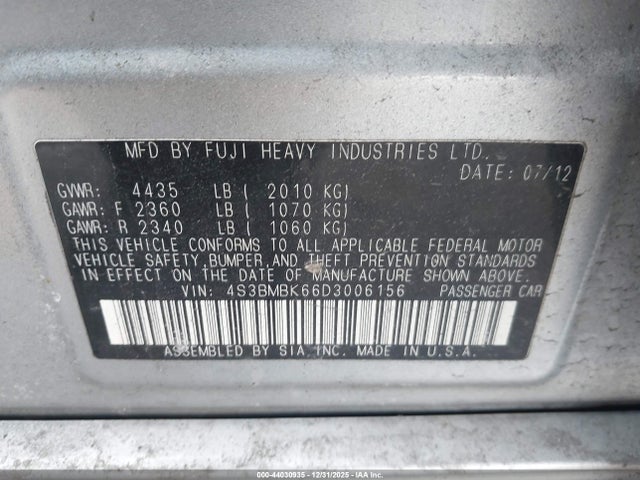 MFD BY FUJI HEAVY INDUSTRIES LTD.
DATE: 07/12
GVWR: 4435 LB ( 2010 KG)
GAWR: F 2360 LB ( 1070 KG)
GAWR: R 2340 LB ( 1060 KG)
THIS VEHICLE CONFORMS TO ALL APPLICABLE FEDERAL MOTOR
VEHICLE SAFETY, BUMPER, AND THEFT PREVENTION STANDARDS
IN EFFECT ON THE DATE OF MANUFACTURE SHOWN ABOVE.
VIN: 4S3BMBK66D3006156 PASSENGER CAR
ASSEMBLED BY SIA, INC. MADE IN U.S.A.
000-44030935 - 12/31/2025 - IAA Inc.